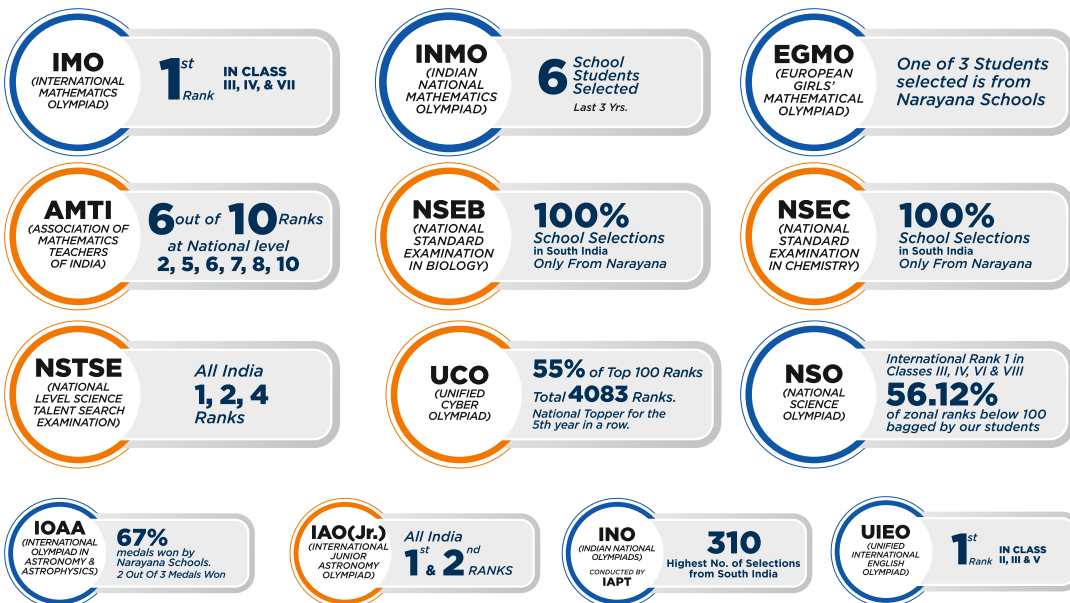 IMO
(INTERNATIONAL
MATHEMATICS
OLYMPIAD)
1st
Rank
IN CLASS
III, IV, & VII
INMO
(INDIAN
NATIONAL
MATHEMATICS
OLYMPIAD)
6
School
Students
Selected
Last 3 Yrs.
EGMO
(EUROPEAN
GIRLS'
MATHEMATICAL
OLYMPIAD)
One of 3 Students
selected is from
Narayana Schools
AMTI
(ASSOCIATION OF
MATHEMATICS
TEACHERS
OF INDIA)
6 out of 10 Ranks
at National level
2, 5, 6, 7, 8, 10
NSEB
(NATIONAL
STANDARD
EXAMINATION
IN BIOLOGY)
100%
School Selections
in South India
Only From Narayana
NSEC
(NATIONAL
STANDARD
EXAMINATION
IN CHEMISTRY)
100%
School Selections
in South India
Only From Narayana
NSTSE
(NATIONAL
LEVEL SCIENCE
TALENT SEARCH
EXAMINATION)
All India
1, 2, 4
Ranks
UCO
(UNIFIED
CYBER
OLYMPIAD)
55% of Top 100 Ranks
Total 4083 Ranks.
National Topper for the
5th year in a row.
NSO
(NATIONAL
SCIENCE
OLYMPIAD)
International Rank 1 in
Classes III, IV, VI & VIII
56.12%
of zonal ranks below 100
bagged by our students
IOAA
(INTERNATIONAL
OLYMPIAD IN
ASTRONOMY &
ASTROPHYSICS)
67%
medals won by
Narayana Schools.
2 Out Of 3 Medals Won
IAO(Jr.)
(INTERNATIONAL
JUNIOR
ASTRONOMY
OLYMPIAD)
All India
1st & 2nd RANKS
INO
(INDIAN NATIONAL
OLYMPIADS)
CONDUCTED BY
IAPT
310
Highest No. of Selections
from South India
UIEO
(UNIFIED
INTERNATIONAL
ENGLISH
OLYMPIAD)
1st
Rank
IN CLASS
II, III & V